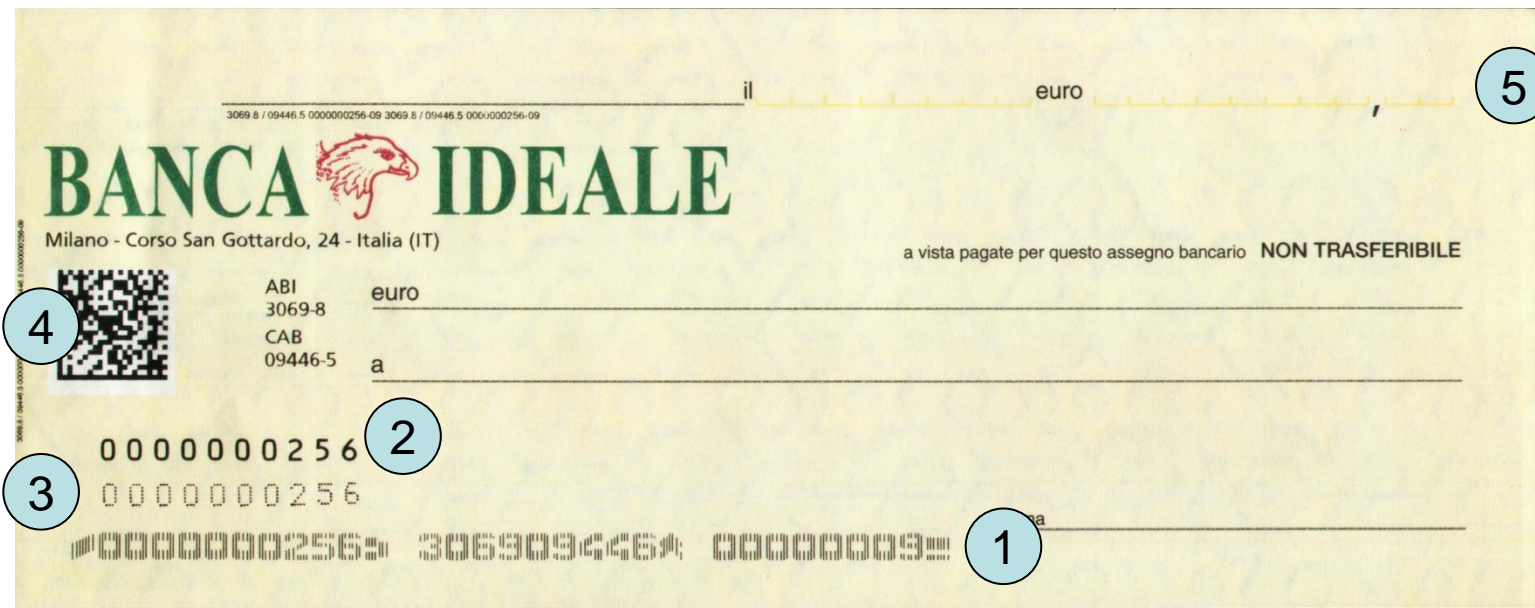 il euro ,
5
3069.8 / 09446.5 0000000256-09 3069.8 / 09446.5 0000000256-09
BANCA IDEALE
Milano - Corso San Gottardo, 24 - Italia (IT)
a vista pagate per questo assegno bancario NON TRASFERIBILE
4
ABI
3069-8
euro
CAB
09446-5
a
2
0000000256
3
0000000256
0000000256 306909446 00000009
1